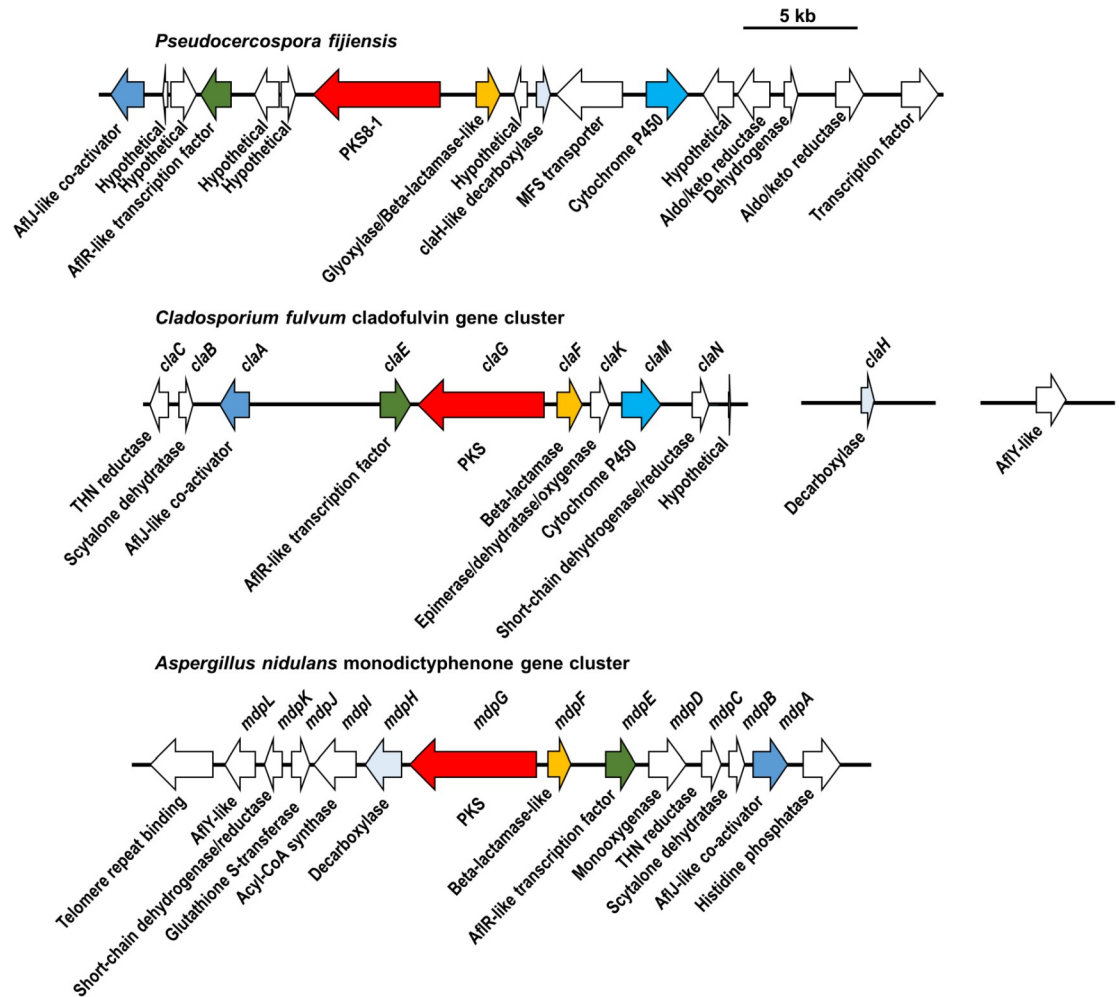 5 kb
Pseudocercospora fijiensis
AflJ-like co-activator
Hypothetical
Hypothetical
AflR-like transcription factor
Hypothetical
Hypothetical
PKS8-1
Glyoxylase/Beta-lactamase-like
Hypothetical
claH-like decarboxylase
MFS transporter
Cytochrome P450
Hypothetical
Aldo/keto reductase
Dehydrogenase
Aldo/keto reductase
Transcription factor
Cladosporium fulvum cladofulvin gene cluster
claC
claB
claA
claE
claG
claF
claK
claM
claN
claH
THN reductase
Scytalone dehydratase
AflJ-like co-activator
AflR-like transcription factor
PKS
Beta-lactamase
Epimerase/dehydratase/oxygenase
Cytochrome P450
Short-chain dehydrogenase/reductase
Hypothetical
Decarboxylase
AflY-like
Aspergillus nidulans monodictyphenone gene cluster
mdpL
mdpK
mdpJ
mdpI
mdpH
mdpG
mdpF
mdpE
mdpD
mdpC
mdpB
mdpA
Telomere repeat binding
AflY-like
Short-chain dehydrogenase/reductase
Glutathione S-transferase
Acyl-CoA synthase
Decarboxylase
PKS
Beta-lactamase-like
AflR-like transcription factor
Monooxygenase
THN reductase
Scytalone dehydratase
AflJ-like co-activator
Histidine phosphatase